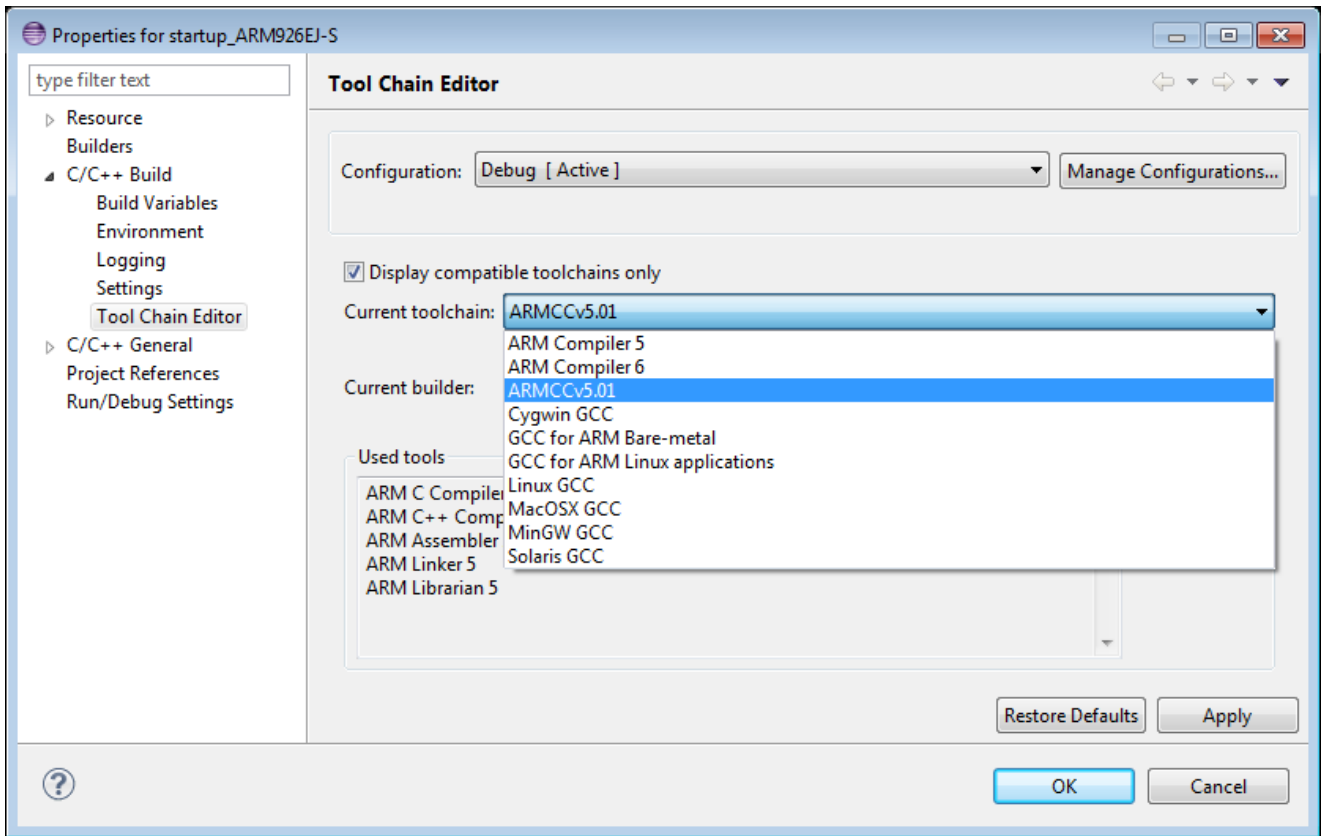 Properties for startup_ARM926EJ-S
type filter text
Resource
Builders
C/C++ Build
Build Variables
Environment
Logging
Settings
Tool Chain Editor
C/C++ General
Project References
Run/Debug Settings
Tool Chain Editor
Configuration: Debug [ Active ] Manage Configurations...
Display compatible toolchains only
Current toolchain: ARMCCv5.01
ARM Compiler 5
ARM Compiler 6
ARMCCv5.01
Cygwin GCC
GCC for ARM Bare-metal
GCC for ARM Linux applications
Linux GCC
MacOSX GCC
MinGW GCC
Solaris GCC
Current builder:
Used tools
ARM C Compiler
ARM C++ Comp
ARM Assembler
ARM Linker 5
ARM Librarian 5
Restore Defaults Apply
? OK Cancel